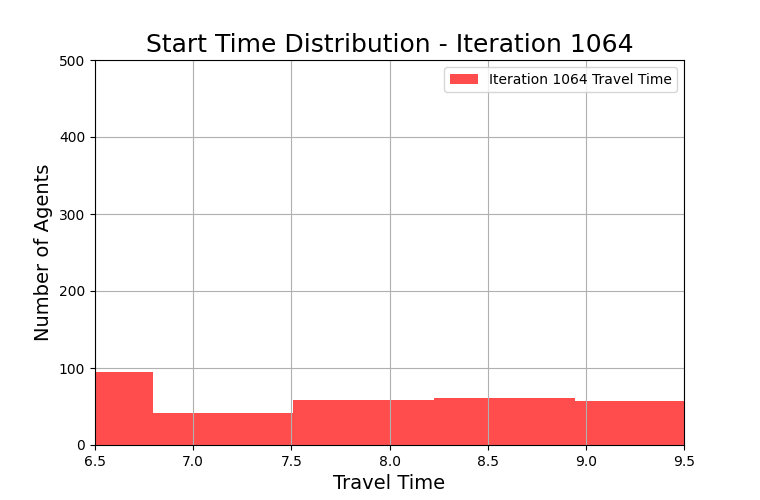 Start Time Distribution - Iteration 1064
Iteration 1064 Travel Time
Number of Agents
500
400
300
200
100
0
6.5 7.0 7.5 8.0 8.5 9.0 9.5
Travel Time